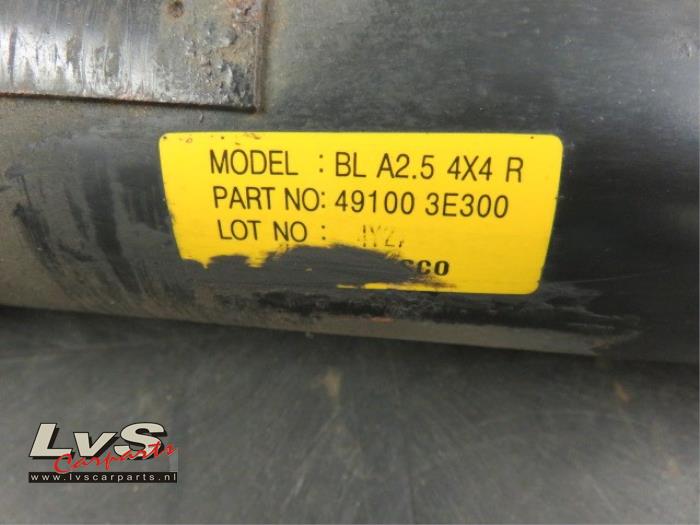 MODEL : BL A2.5 4X4 R
PART NO: 49100 3E300
LOT NO :
LvS
Carparts
www.lvscarparts.nl